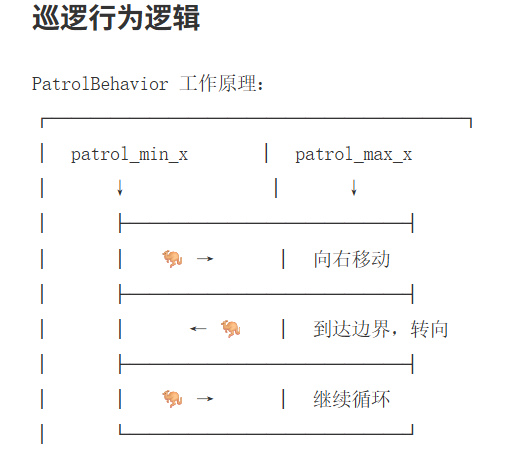 巡逻行为逻辑
PatrolBehavior 工作原理：
patrol_min_x │ patrol_max_x
↓ │ ↓
→ │ 向右移动
← │ 到达边界，转向
→ │ 继续循环